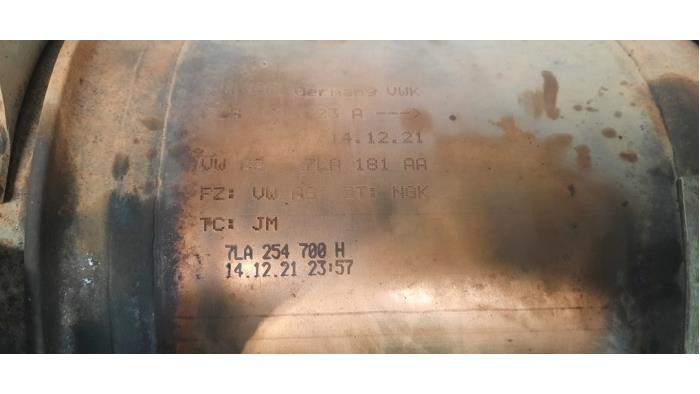 Germany VWK
23 A --->
14.12.21
VW AG 7LA 181 AA
FZ: VW AG ST: NGK
TC: JM
7LA 254 700 H
14.12.21 23:57